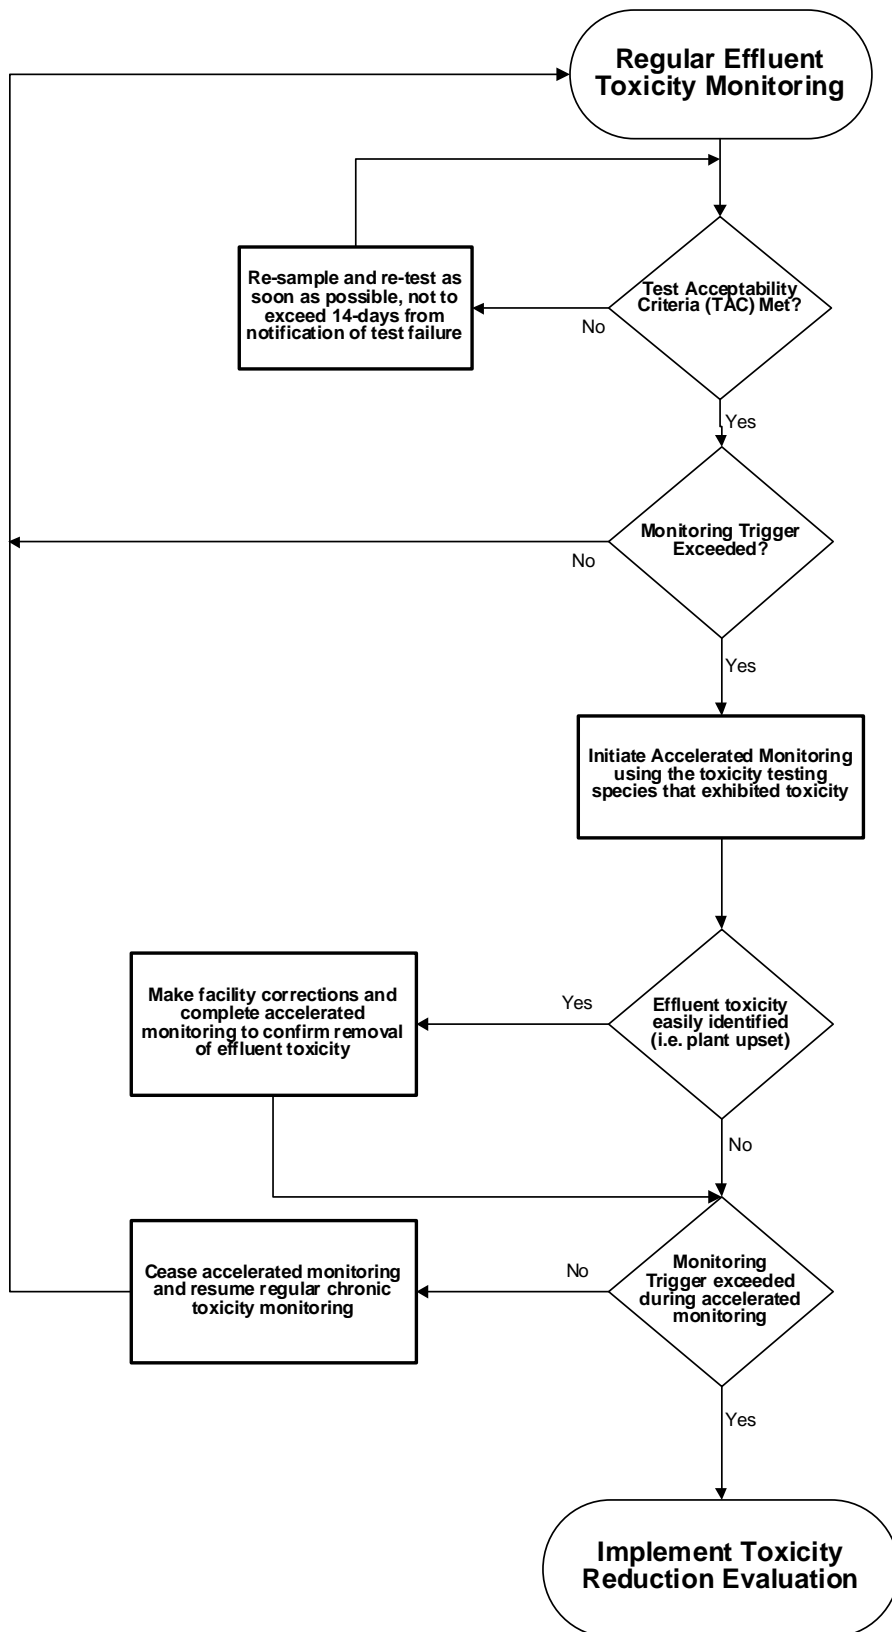 Regular Effluent
Toxicity Monitoring
Re-sample and re-test as
soon as possible, not to
exceed 14-days from
notification of test failure
Test Acceptability
Criteria (TAC) Met?
No
Yes
Monitoring Trigger
Exceeded?
No
Yes
Initiate Accelerated Monitoring
using the toxicity testing
species that exhibited toxicity
Make facility corrections and
complete accelerated
monitoring to confirm removal
of effluent toxicity
Yes
Effluent toxicity
easily identified
(i.e. plant upset)
No
Cease accelerated monitoring
and resume regular chronic
toxicity monitoring
No
Monitoring
Trigger exceeded
during accelerated
monitoring
Yes
Implement Toxicity
Reduction Evaluation